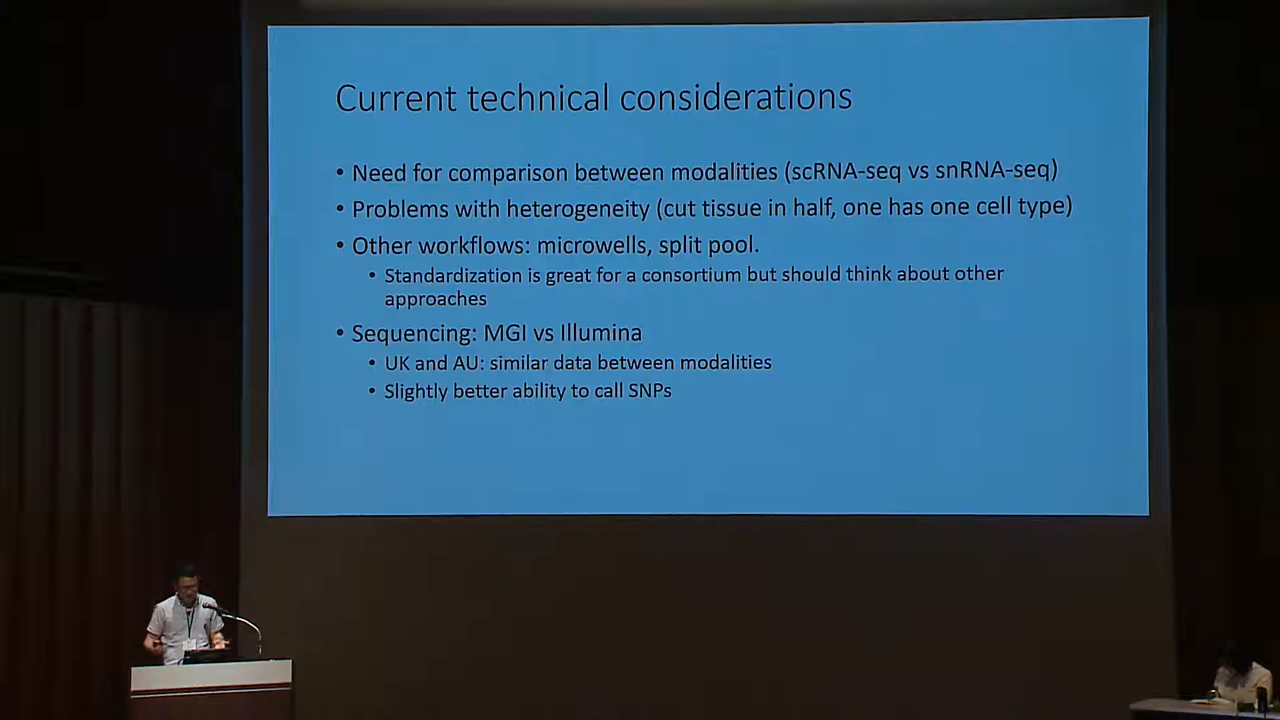 Current technical considerations
• Need for comparison between modalities (scRNA-seq vs snRNA-seq)
• Problems with heterogeneity (cut tissue in half, one has one cell type)
• Other workflows: microwells, split pool.
• Standardization is great for a consortium but should think about other
approaches
• Sequencing: MGI vs Illumina
• UK and AU: similar data between modalities
• Slightly better ability to call SNPs